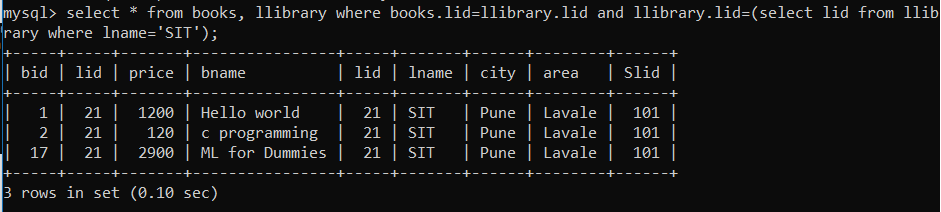 mysql> select * from books, llibrary where books.lid=llibrary.lid and llibrary.lid=(select lid from llib
rary where lname='SIT');
+-----+-----+-------+----------------+-----+-------+------+--------+------+
| bid | lid | price | bname          | lid | lname | city | area   | Slid |
+-----+-----+-------+----------------+-----+-------+------+--------+------+
|   1 |  21 |  1200 | Hello world    |  21 | SIT   | Pune | Lavale |  101 |
|   2 |  21 |   120 | c programming  |  21 | SIT   | Pune | Lavale |  101 |
|  17 |  21 |  2900 | ML for Dummies |  21 | SIT   | Pune | Lavale |  101 |
+-----+-----+-------+----------------+-----+-------+------+--------+------+
3 rows in set (0.10 sec)